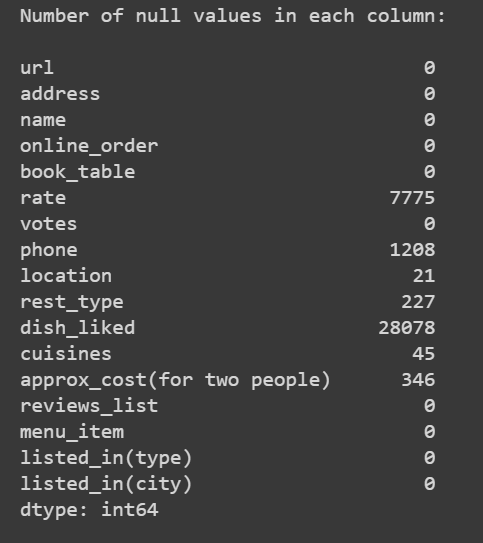 Number of null values in each column:
url 0
address 0
name 0
online_order 0
book_table 0
rate 7775
votes 0
phone 1208
location 21
rest_type 227
dish_liked 28078
cuisines 45
approx_cost(for two people) 346
reviews_list 0
menu_item 0
listed_in(type) 0
listed_in(city) 0
dtype: int64